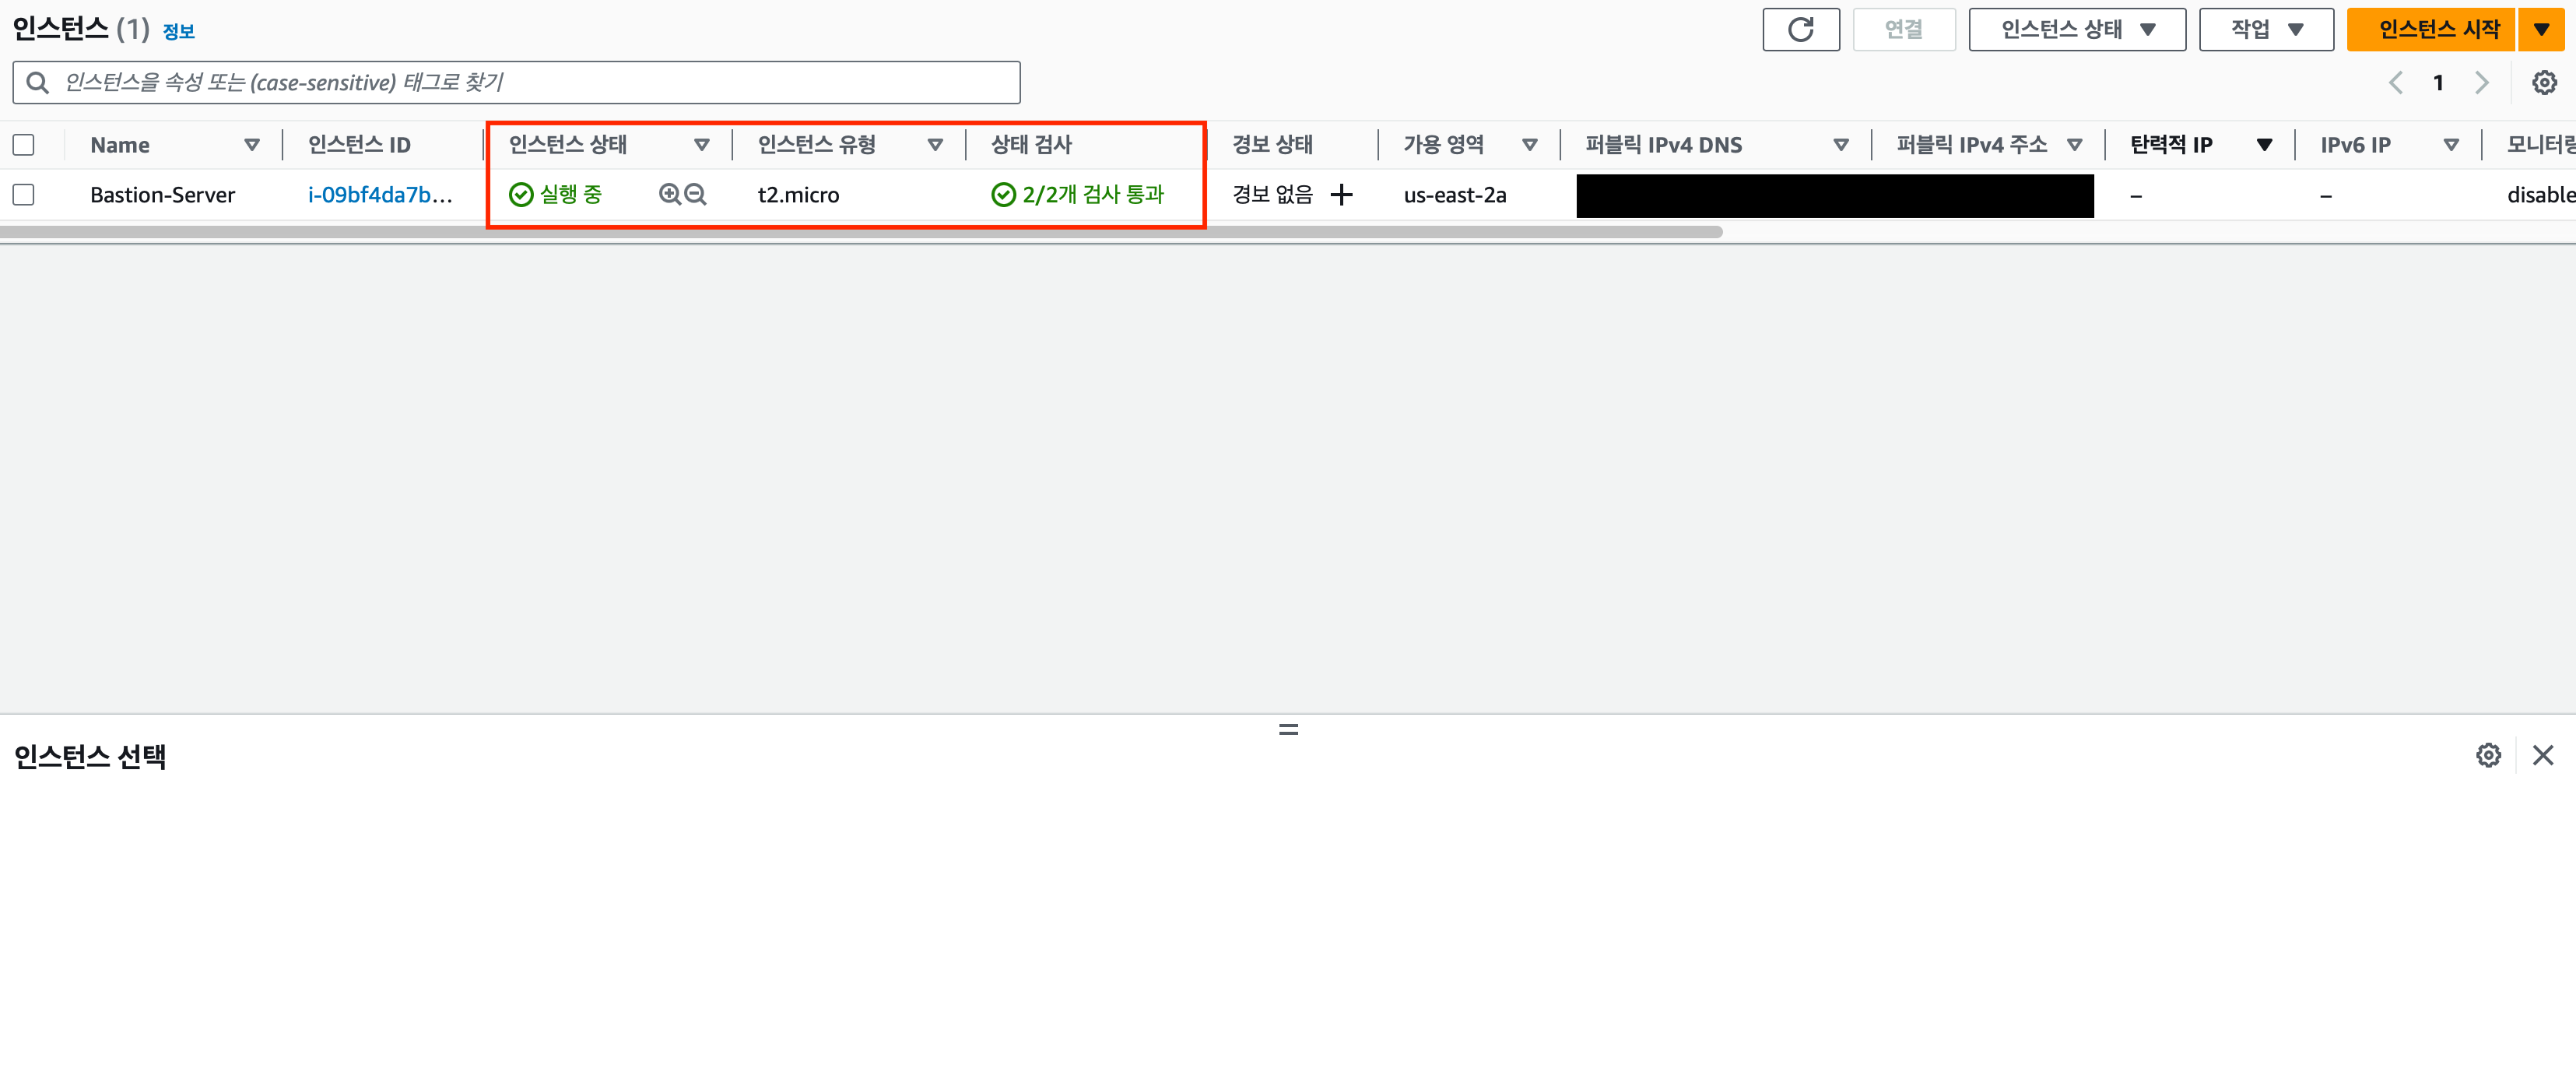 인스턴스 (1) 정보
연결
인스턴스 상태
작업
인스턴스 시작
인스턴스을 속성 또는 (case-sensitive) 태그로 찾기
1
Name 인스턴스 ID 인스턴스 상태 인스턴스 유형 상태 검사 경보 상태 가용 영역 퍼블릭 IPv4 DNS 퍼블릭 IPv4 주소 탄력적 IP IPv6 IP 모니터링
Bastion-Server i-09bf4da7b... 실행 중 t2.micro 2/2개 검사 통과 경보 없음 + us-east-2a – – disable
인스턴스 선택